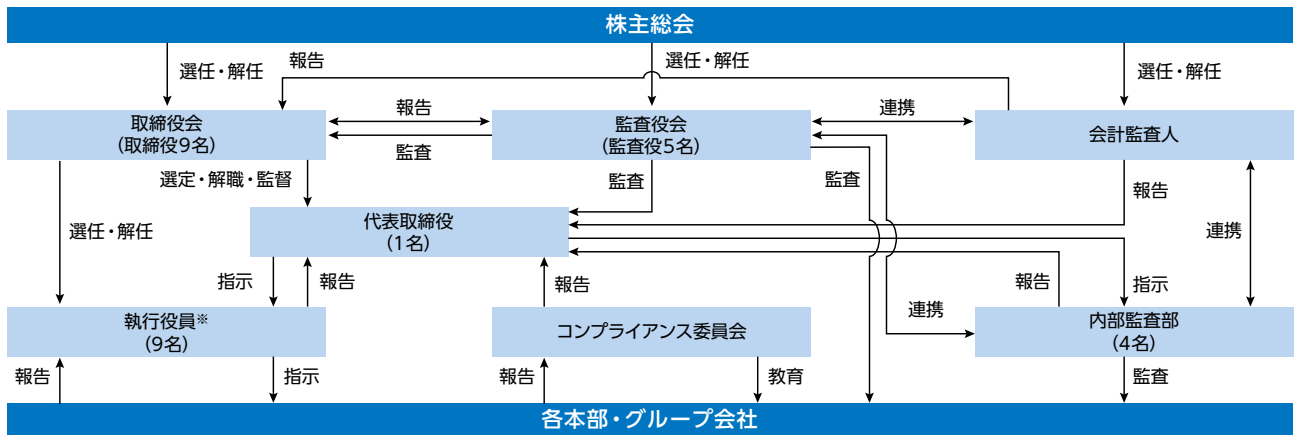 株主総会
選任・解任
報告
選任・解任
選任・解任
取締役会
(取締役9名)
報告
監査
監査役会
(監査役5名)
連携
会計監査人
選定・解職・監督
監査
監査
報告
選任・解任
代表取締役
(1名)
連携
指示
報告
報告
報告
指示
執行役員※
(9名)
コンプライアンス委員会
連携
内部監査部
(4名)
報告
指示
報告
教育
監査
各本部・グループ会社